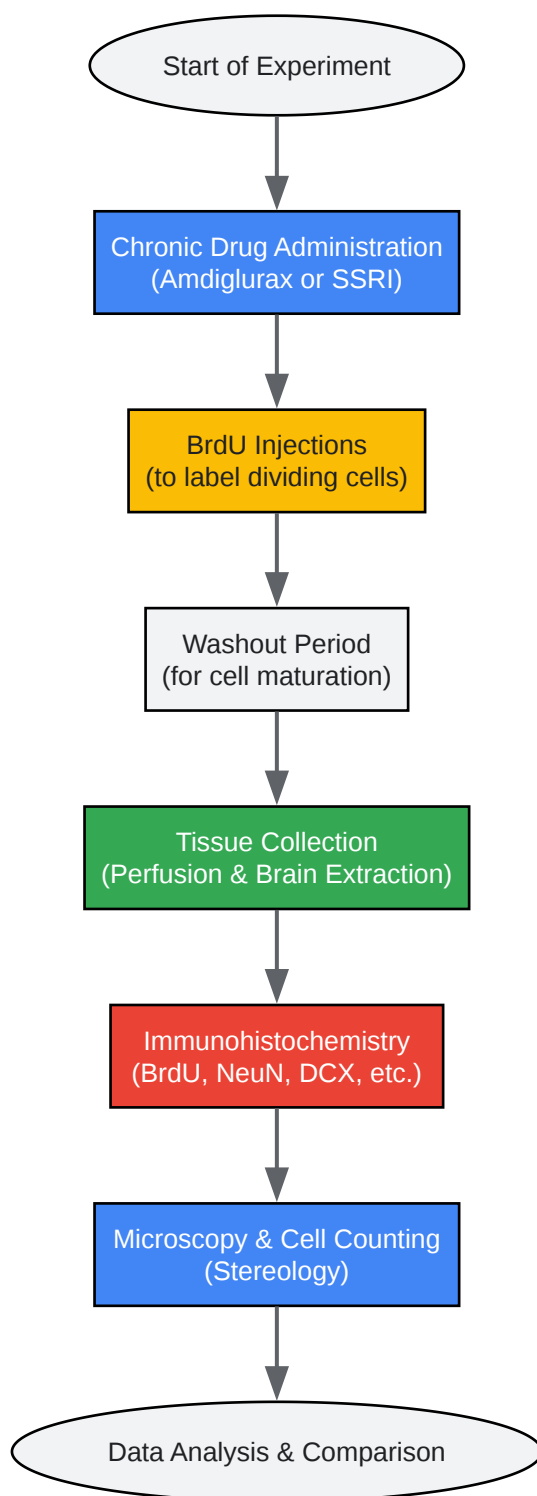 Start of Experiment
Chronic Drug Administration
(Amdiglurax or SSRI)
BrdU Injections
(to label dividing cells)
Washout Period
(for cell maturation)
Tissue Collection
(Perfusion & Brain Extraction)
Immunohistochemistry
(BrdU, NeuN, DCX, etc.)
Microscopy & Cell Counting
(Stereology)
Data Analysis & Comparison